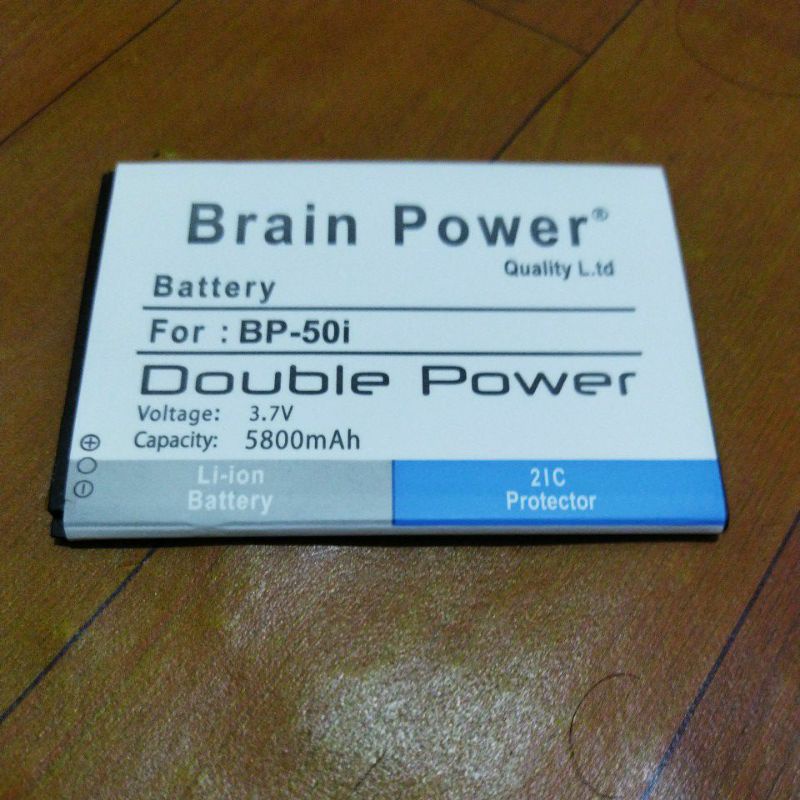 Brain Power®
Quality L.td
Battery
For : BP-50i
Double Power
Voltage: 3.7V
Capacity: 5800mAh
Li-ion
Battery
2IC
Protector